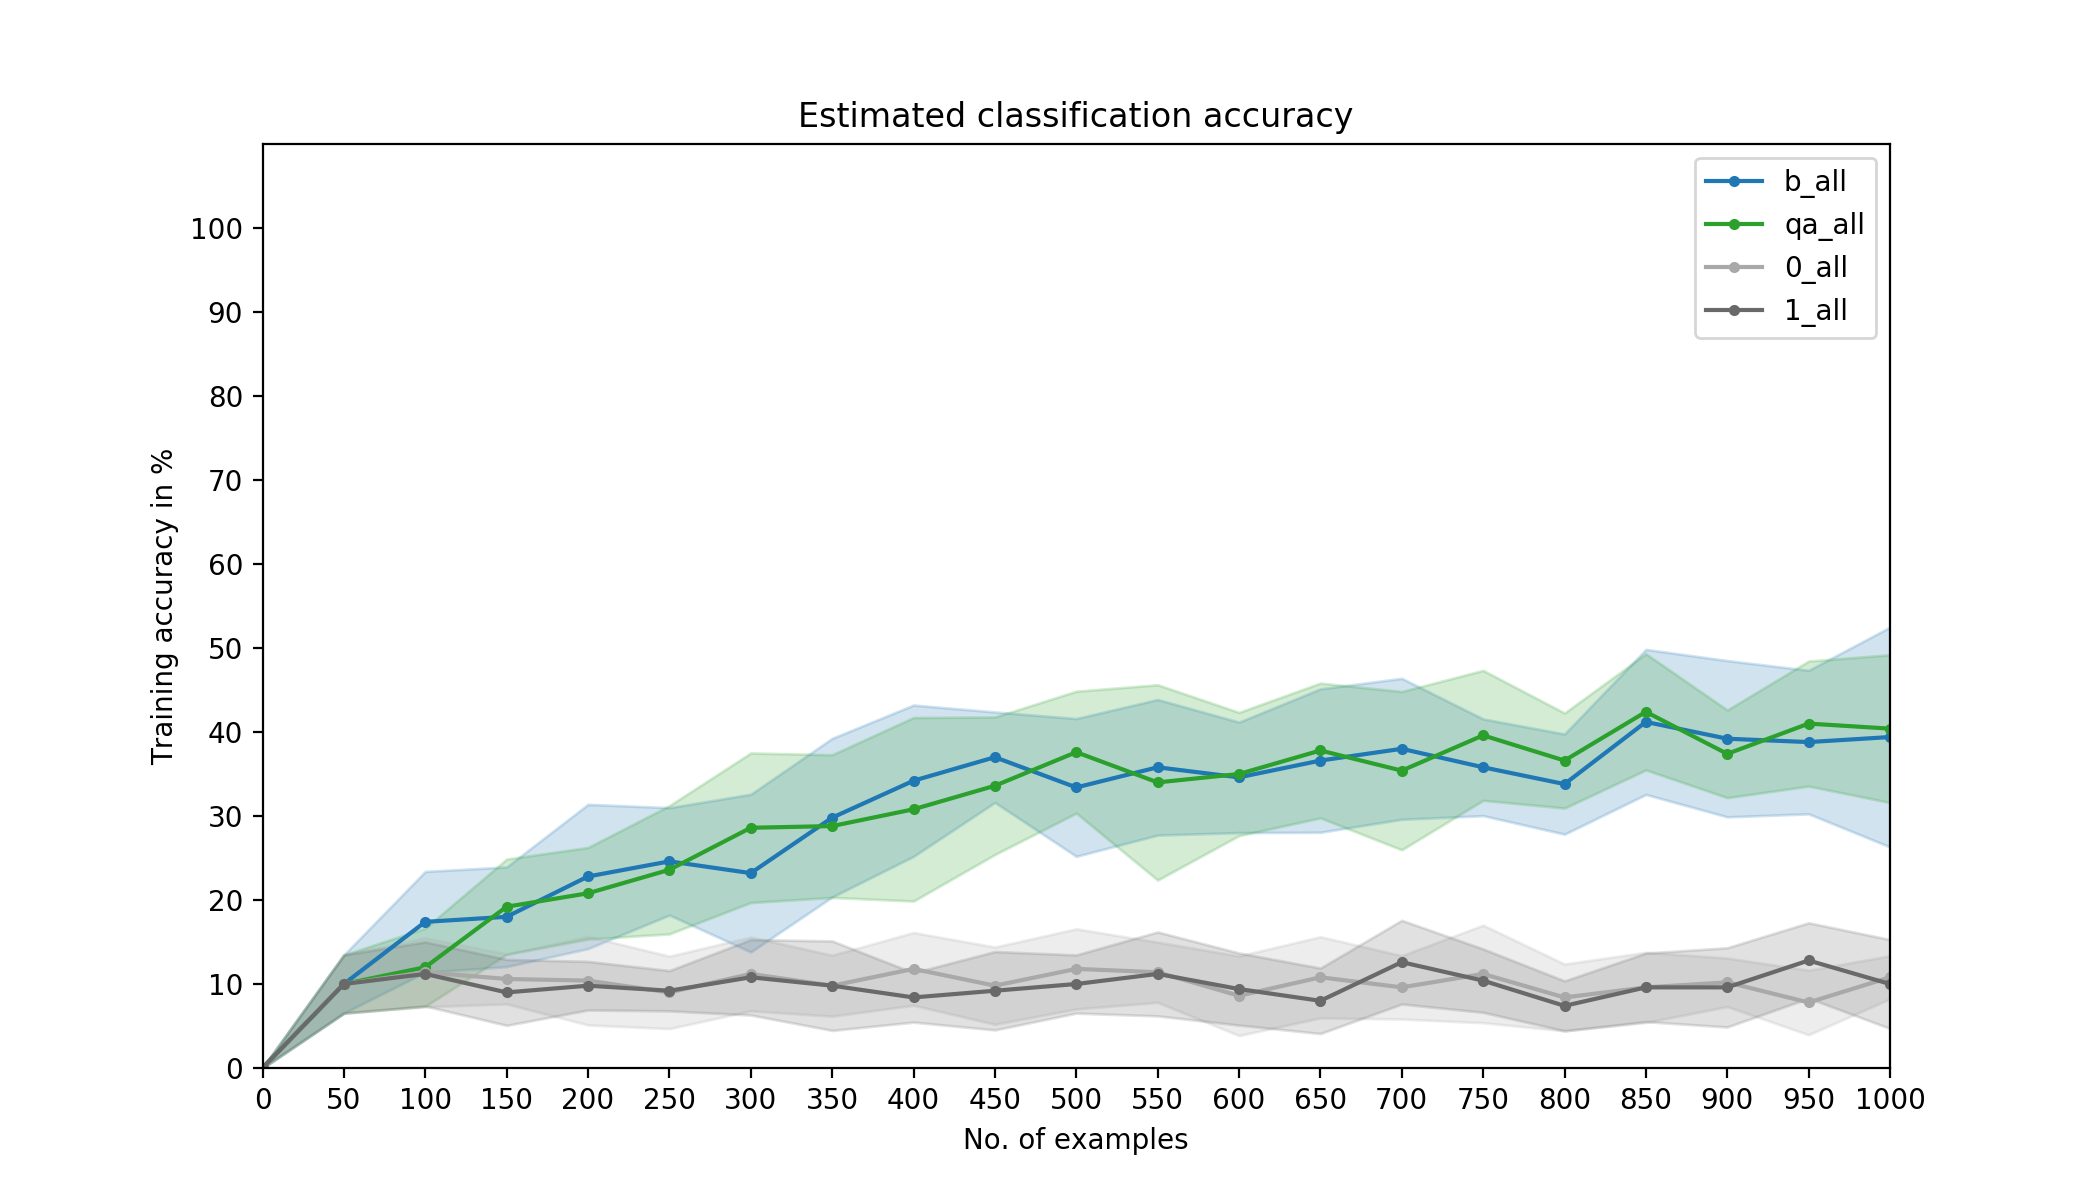 Estimated classification accuracy
b_all
qa_all
0_all
1_all
100
90
80
70
60
50
40
30
20
10
0
Training accuracy in %
0 50 100 150 200 250 300 350 400 450 500 550 600 650 700 750 800 850 900 950 1000
No. of examples